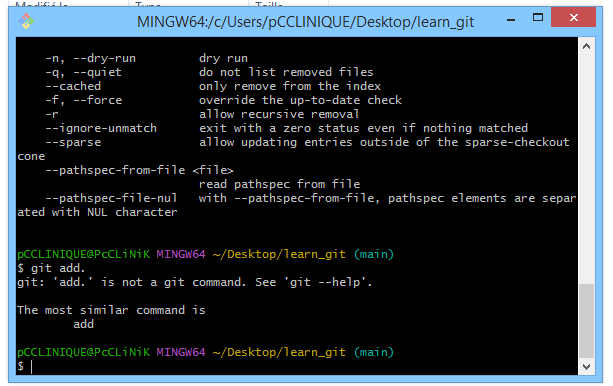 Modifié le Type Taille
MINGW64:/c/Users/pCCLINIQUE/Desktop/learn_git
-n, --dry-run dry run
-q, --quiet do not list removed files
--cached only remove from the index
-f, --force override the up-to-date check
-r allow recursive removal
--ignore-unmatch exit with a zero status even if nothing matched
--sparse allow updating entries outside of the sparse-checkout
cone
--pathspec-from-file <file>
read pathspec from file
--pathspec-file-nul with --pathspec-from-file, pathspec elements are separ
ated with NUL character
pCCLINIQUE@PcCLiNiK MINGW64 ~/Desktop/learn_git (main)
$ git add.
git: 'add.' is not a git command. See 'git --help'.
The most similar command is
add
pCCLINIQUE@PcCLiNiK MINGW64 ~/Desktop/learn_git (main)
$